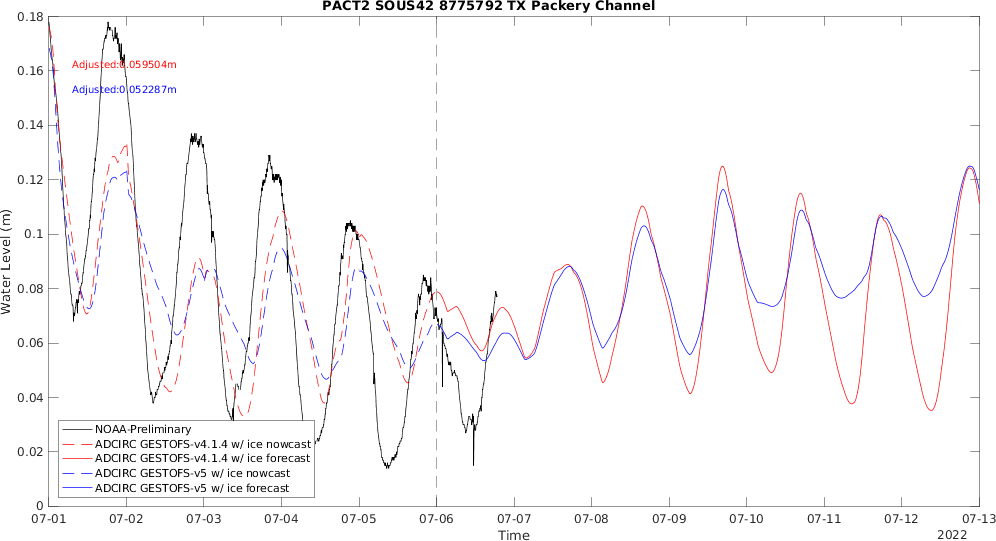 PACT2 SOUS42 8775792 TX Packery Channel
0.18
0.16
0.14
0.12
0.1
0.08
0.06
0.04
0.02
0
Water Level (m)
Adjusted:0.059504m
Adjusted:0.052287m
NOAA-Preliminary
ADCIRC GESTOFS-v4.1.4 w/ ice nowcast
ADCIRC GESTOFS-v4.1.4 w/ ice forecast
ADCIRC GESTOFS-v5 w/ ice nowcast
ADCIRC GESTOFS-v5 w/ ice forecast
07-01 07-02 07-03 07-04 07-05 07-06 07-07 07-08 07-09 07-10 07-11 07-12 07-13
Time
2022